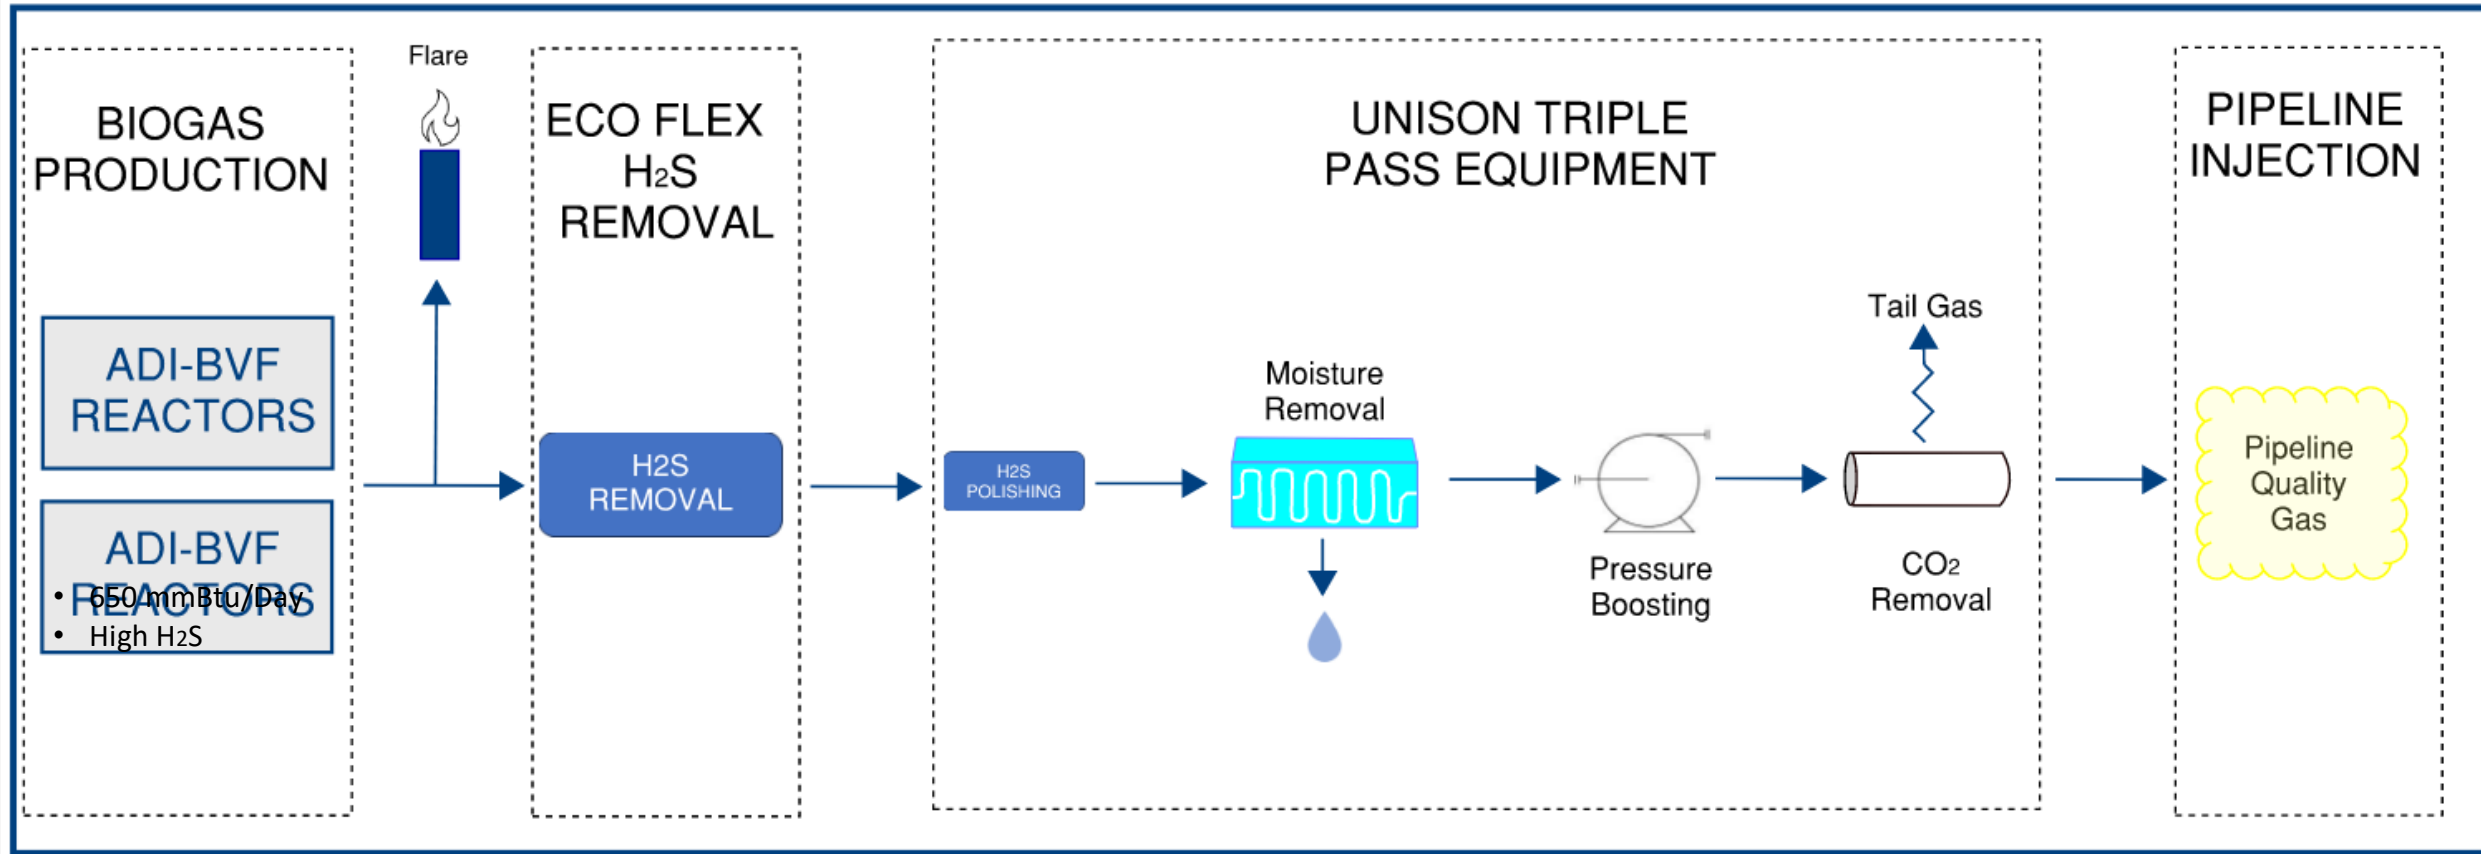 BIOGAS
PRODUCTION
ADI-BVF
REACTORS
ADI-BVF
REACTORS
• 650 mmBtu/Day
• High H2S
Flare
ECO FLEX
H2S
REMOVAL
H2S
REMOVAL
UNISON TRIPLE
PASS EQUIPMENT
H2S
POLISHING
Moisture
Removal
Pressure
Boosting
Tail Gas
CO2
Removal
PIPELINE
INJECTION
Pipeline
Quality
Gas